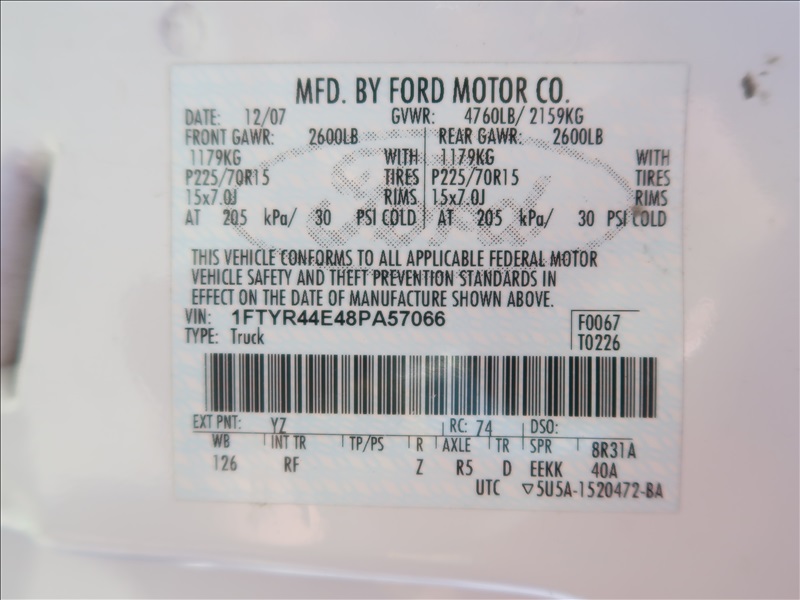 MFD. BY FORD MOTOR CO.
DATE: 12/07 GVWR: 4760LB/ 2159KG
FRONT GAWR: 2600LB REAR GAWR: 2600LB
1179KG WITH 1179KG WITH
P225/70R15 TIRES P225/70R15 TIRES
15x7.0J RIMS 15x7.0J RIMS
AT 205 kPa/ 30 PSI COLD AT 205 kPa/ 30 PSI COLD
Ford
THIS VEHICLE CONFORMS TO ALL APPLICABLE FEDERAL MOTOR
VEHICLE SAFETY AND THEFT PREVENTION STANDARDS IN
EFFECT ON THE DATE OF MANUFACTURE SHOWN ABOVE.
VIN: 1FTYR44E48PA57066 F0067
TYPE: Truck T0226
EXT PNT: YZ RC: 74 DSO:
WB INT TR TP/PS R AXLE TR SPR 8R31A
126 RF Z R5 D EEKK 40A
UTC ▽5U5A-1520472-BA